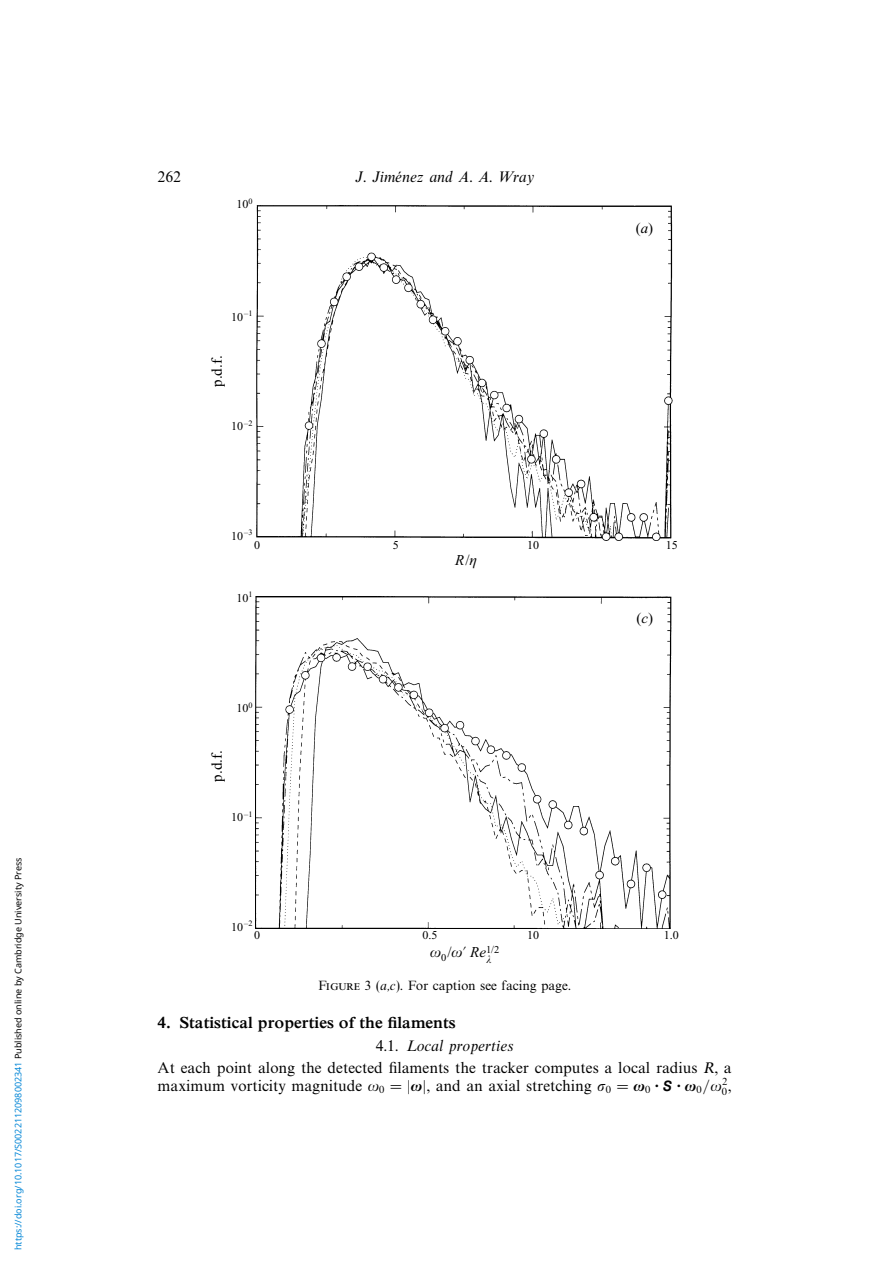 262
J. Jiménez and A. A. Wray
10⁰
(a)
10⁻¹
p.d.f.
10⁻²
10⁻³
0 5 10 15
R/η
10¹
(c)
10⁰
p.d.f.
10⁻¹
10⁻²
0 0.5 10 1.0
ω₀/ω′ Re_λ^{1/2}
FIGURE 3 (a,c). For caption see facing page.
4. Statistical properties of the filaments
4.1. Local properties
At each point along the detected filaments the tracker computes a local radius R, a
maximum vorticity magnitude ω₀ = |ω|, and an axial stretching σ₀ = ω₀ · S · ω₀/ω₀²,
https://doi.org/10.1017/S0022112098002341 Published online by Cambridge University Press